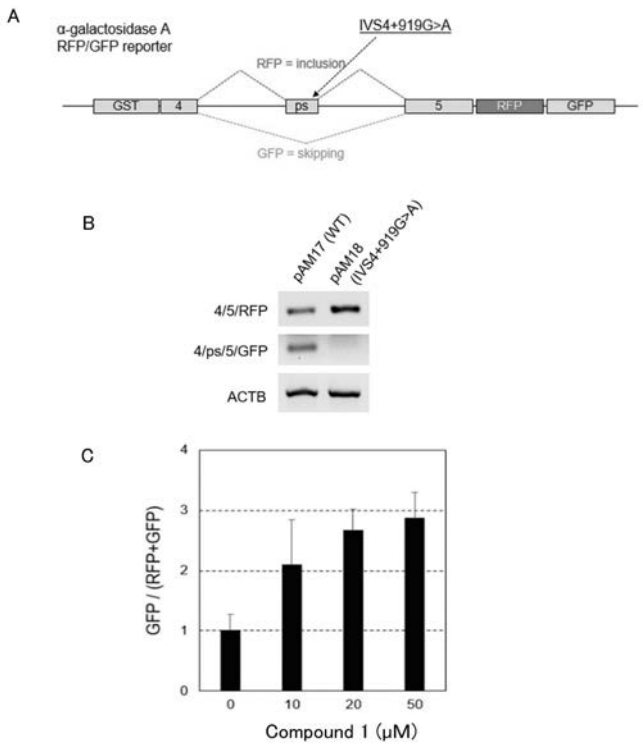 A
α-galactosidase A
RFP/GFP reporter
IVS4+919G>A
RFP = inclusion
GST 4 ps 5 RFP GFP
GFP = skipping
B
pAM17 (WT)
pAM18
(IVS4+919G>A)
4/5/RFP
4/ps/5/GFP
ACTB
C
GFP / (RFP+GFP)
4
3
2
1
0
0 10 20 50
Compound 1 (μM)